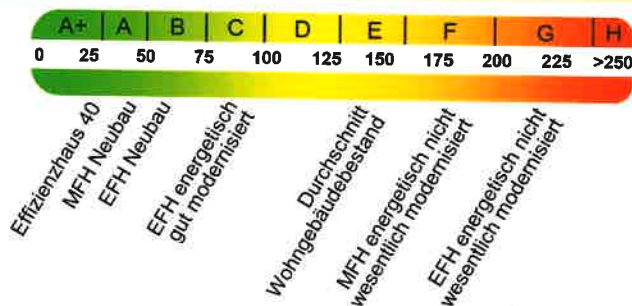 A+ A B C D E F G H
0 25 50 75 100 125 150 175 200 225 >250
Effizienzhaus 40
MFH Neubau
EFH Neubau
EFH energetisch
gut modernisiert
Durchschnitt
Wohngebäudebestand
MFH energetisch nicht
wesentlich modernisiert
EFH energetisch nicht
wesentlich modernisiert